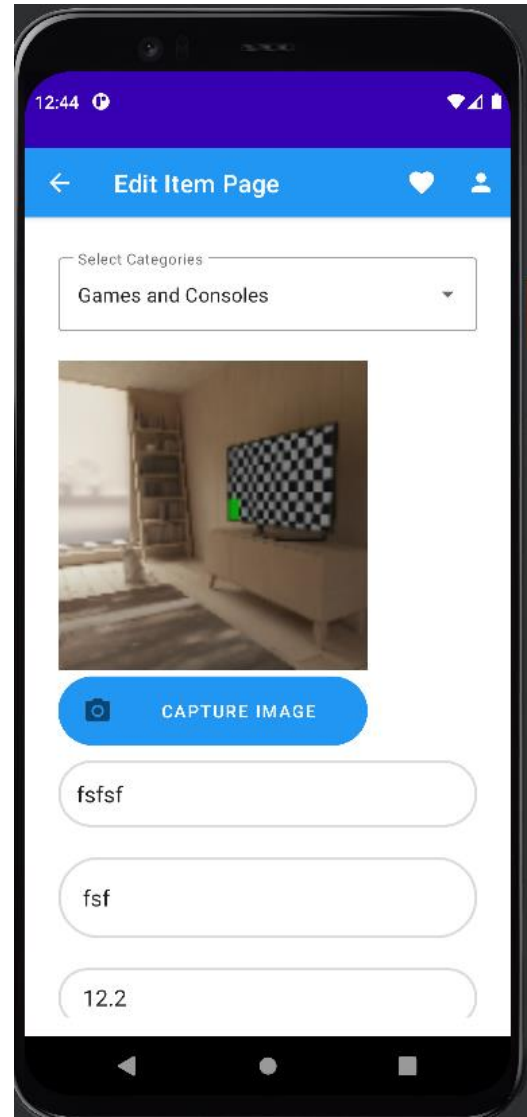 12:44
Edit Item Page
Select Categories
Games and Consoles
CAPTURE IMAGE
fsfsf
fsf
12.2